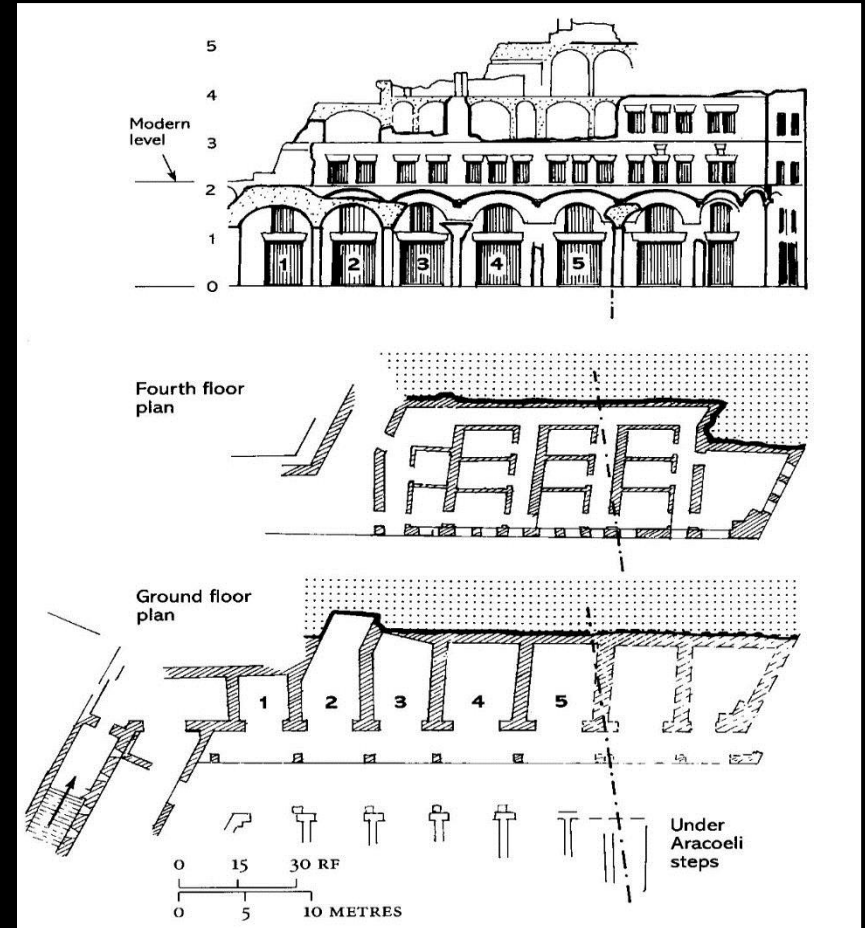 5
4
Modern
level
3
2
1
0
1 2 3 4 5
Fourth floor
plan
Ground floor
plan
1 2 3 4 5
Under
Aracoeli
steps
0 15 30 RF
0 5 10 METRES